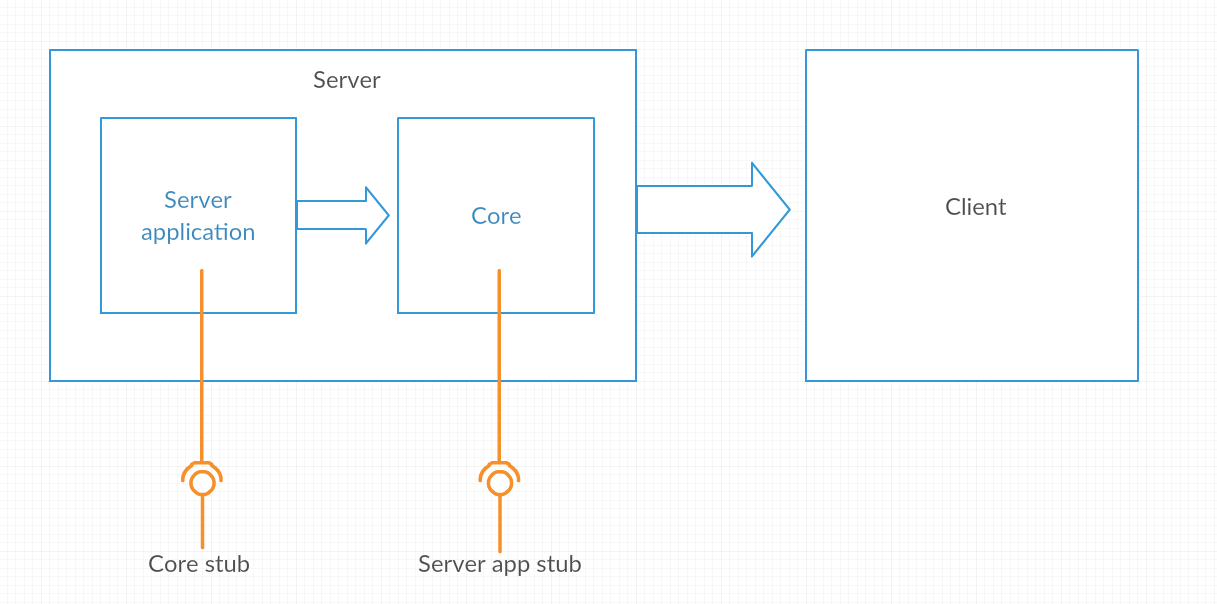 Server
Server
application
Core
Client
Core stub
Server app stub